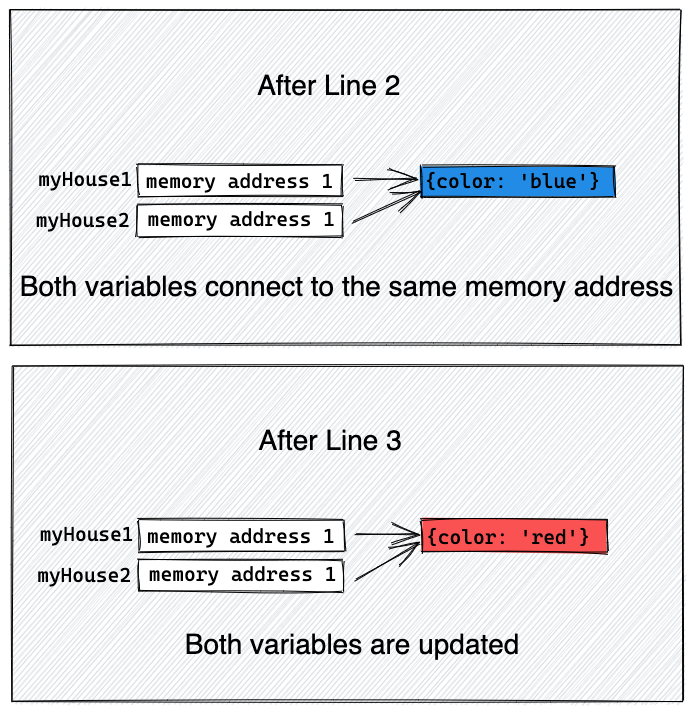 After Line 2
myHouse1 memory address 1 {color: 'blue'}
myHouse2 memory address 1
Both variables connect to the same memory address
After Line 3
myHouse1 memory address 1 {color: 'red'}
myHouse2 memory address 1
Both variables are updated